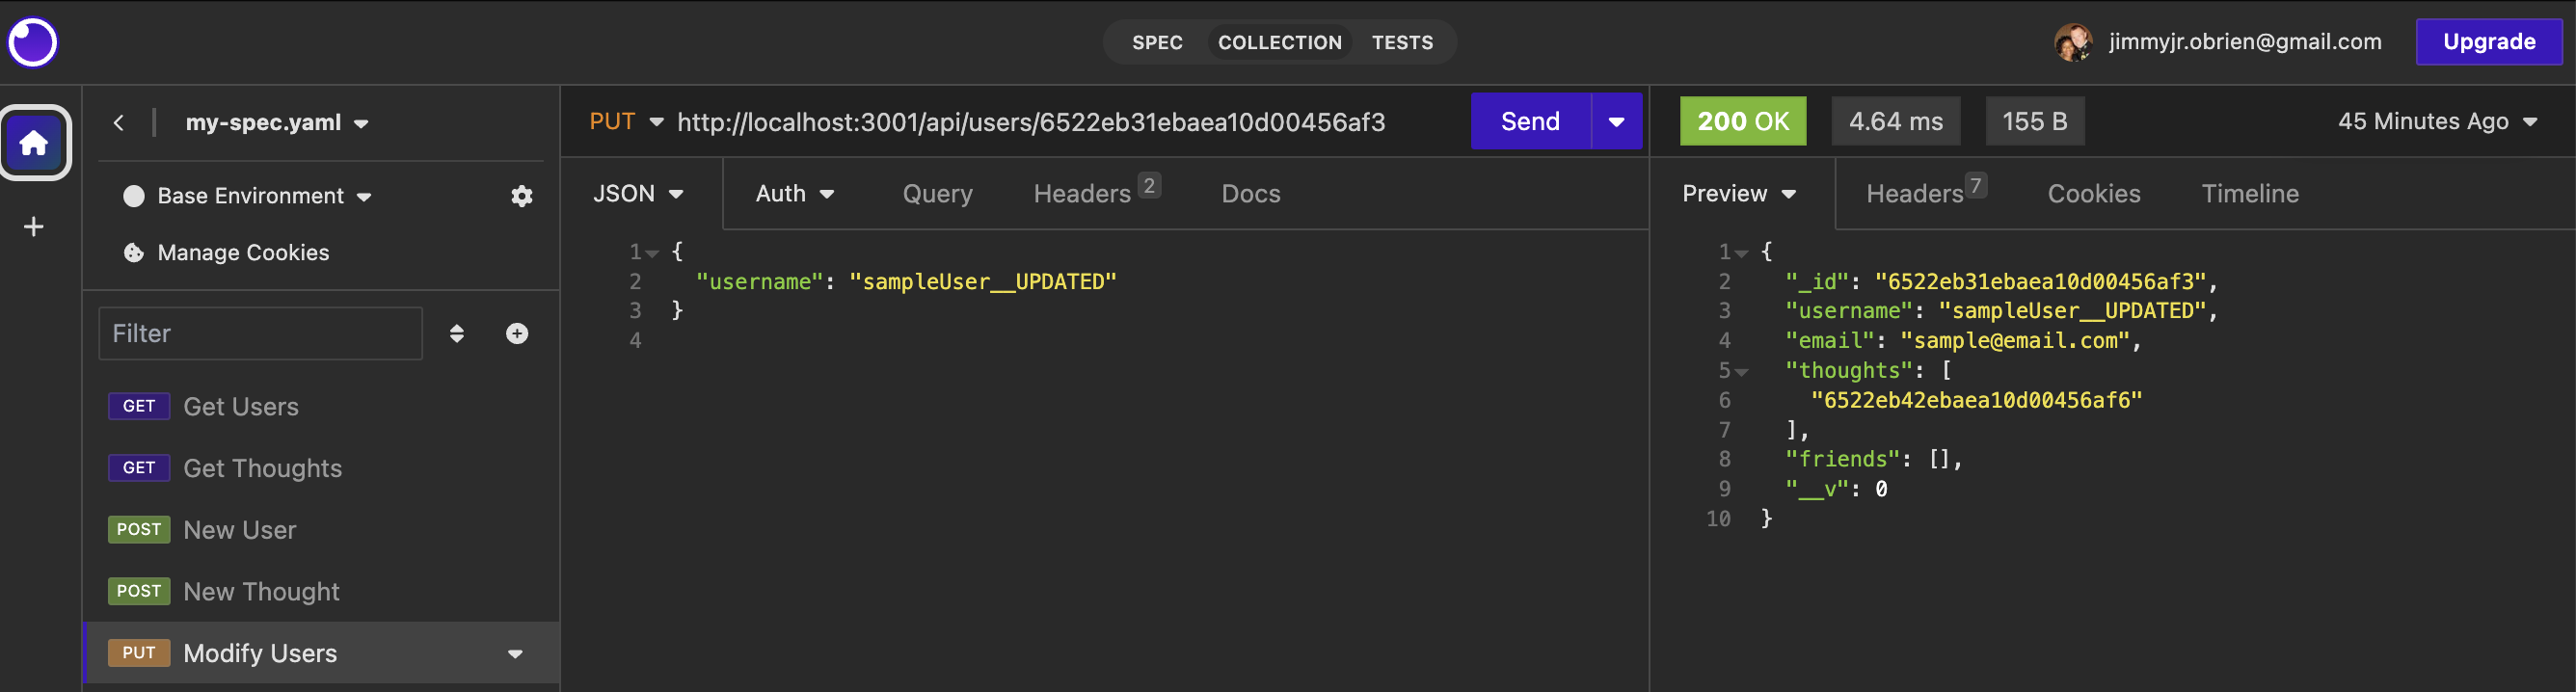 SPEC COLLECTION TESTS
jimmyjr.obrien@gmail.com
Upgrade
my-spec.yaml
Base Environment
Manage Cookies
Filter
GET Get Users
GET Get Thoughts
POST New User
POST New Thought
PUT Modify Users
PUT http://localhost:3001/api/users/6522eb31ebaea10d00456af3
Send
JSON Auth Query Headers 2 Docs
1 {
2 "username": "sampleUser__UPDATED"
3 }
4
200 OK 4.64 ms 155 B 45 Minutes Ago
Preview Headers 7 Cookies Timeline
1 {
2 "_id": "6522eb31ebaea10d00456af3",
3 "username": "sampleUser__UPDATED",
4 "email": "sample@email.com",
5 "thoughts": [
6 "6522eb42ebaea10d00456af6"
7 ],
8 "friends": [],
9 "__v": 0
10 }